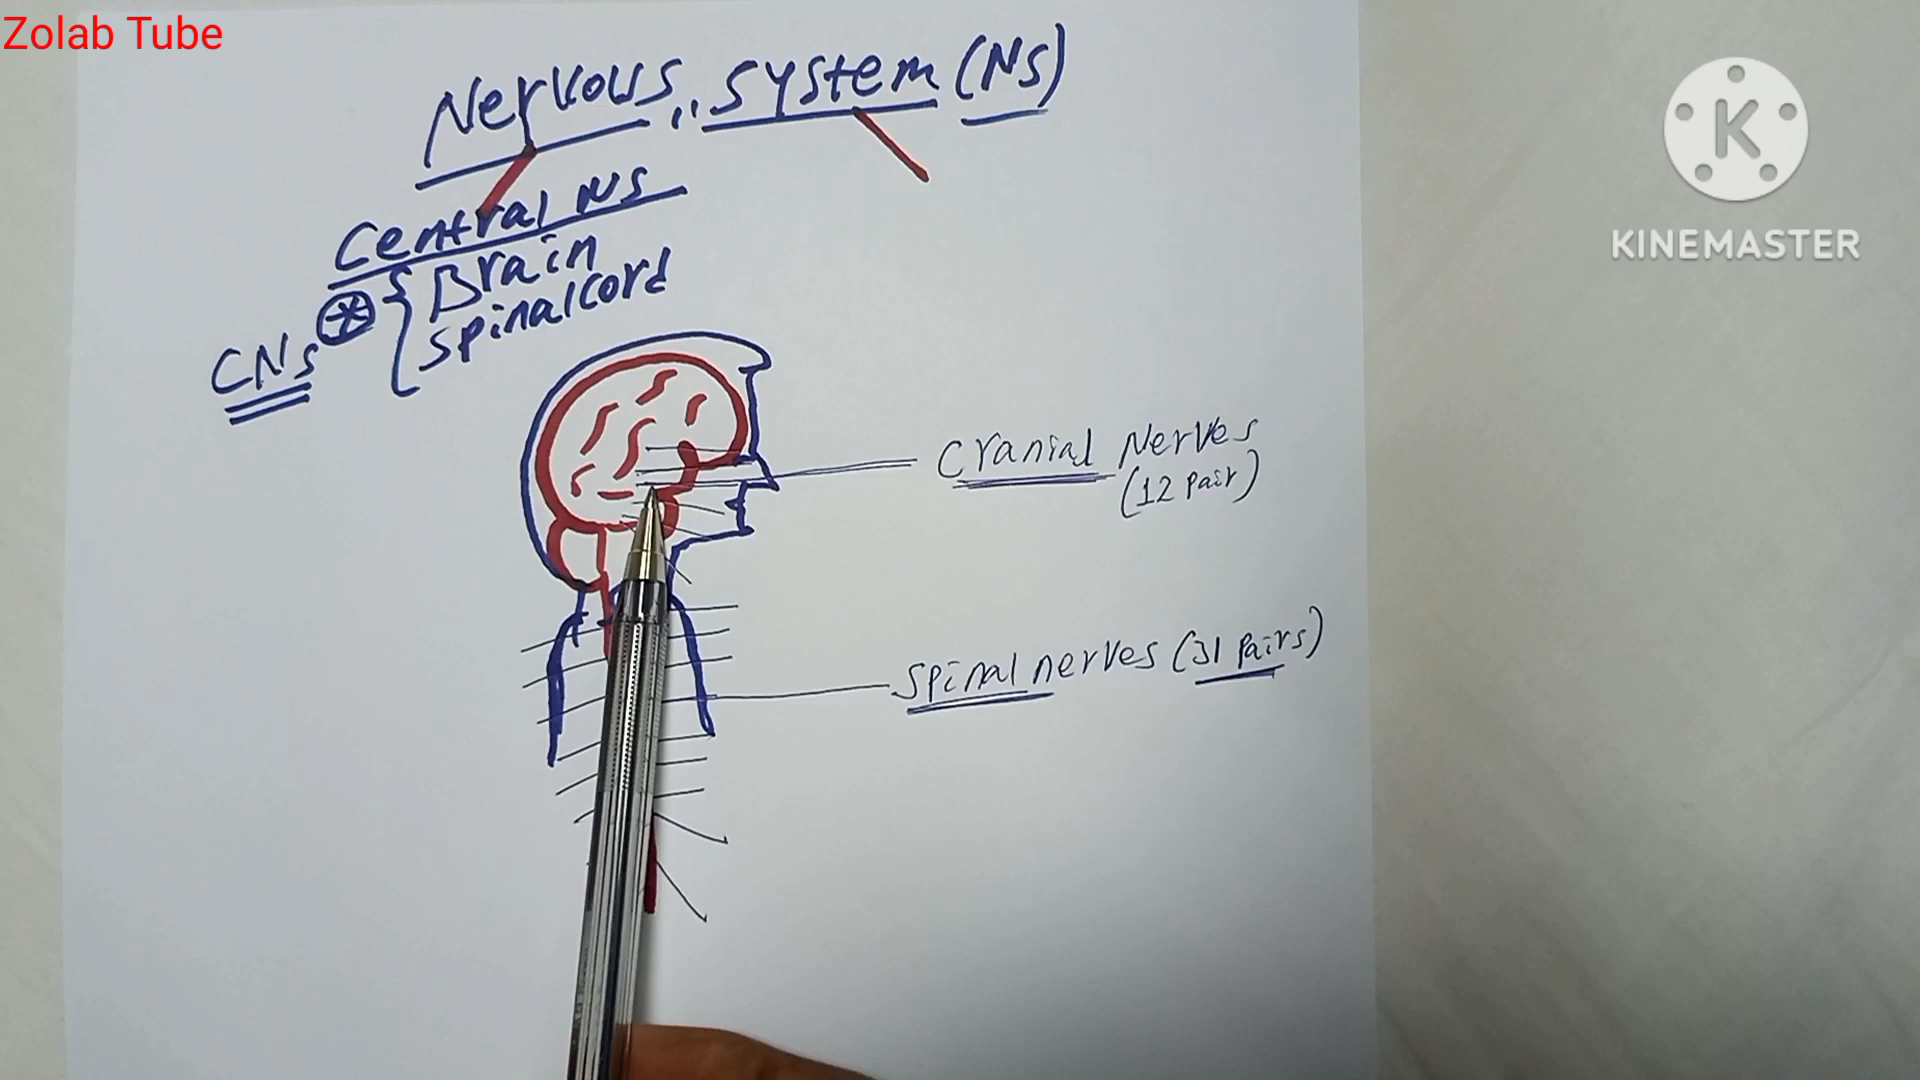 Zolab Tube
Nervous system (NS)
Central NS
Brain
spinalcord
CNS
Cranial Nerves
(12 pair)
spinal nerves (31 pairs)
K
KINEMASTER